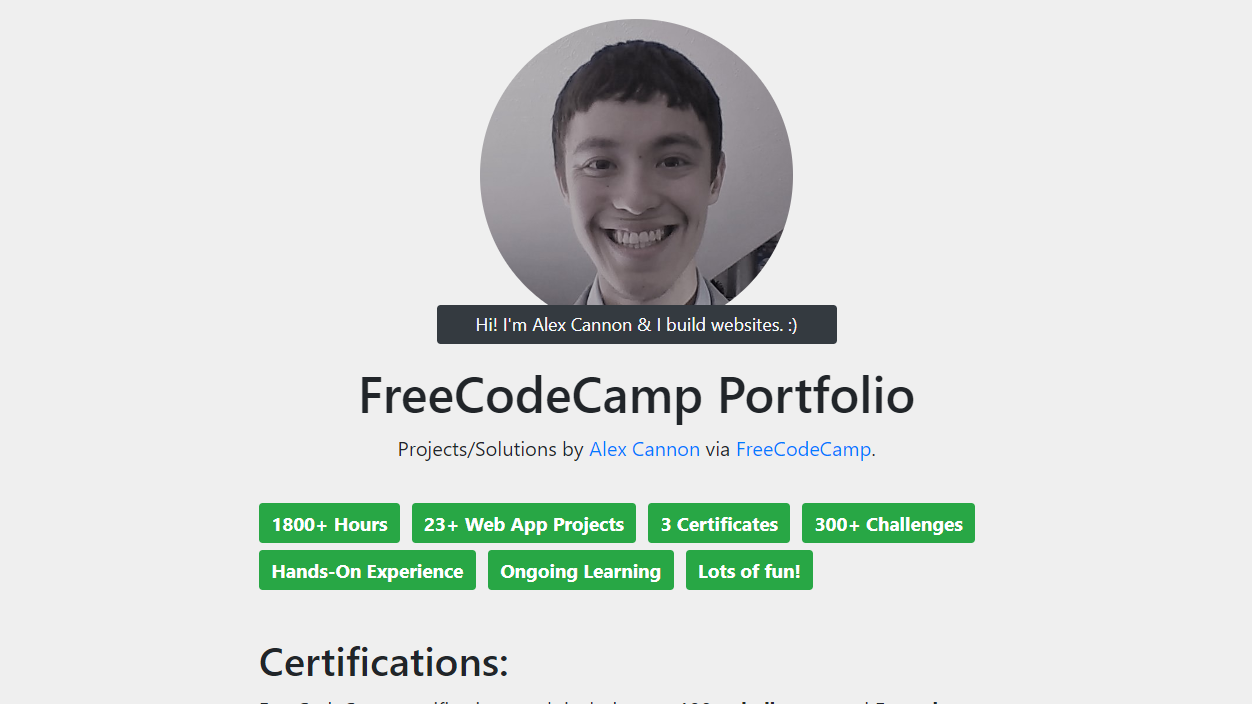 Hi! I'm Alex Cannon & I build websites. :)
FreeCodeCamp Portfolio
Projects/Solutions by Alex Cannon via FreeCodeCamp.
1800+ Hours 23+ Web App Projects 3 Certificates 300+ Challenges
Hands-On Experience Ongoing Learning Lots of fun!
Certifications: